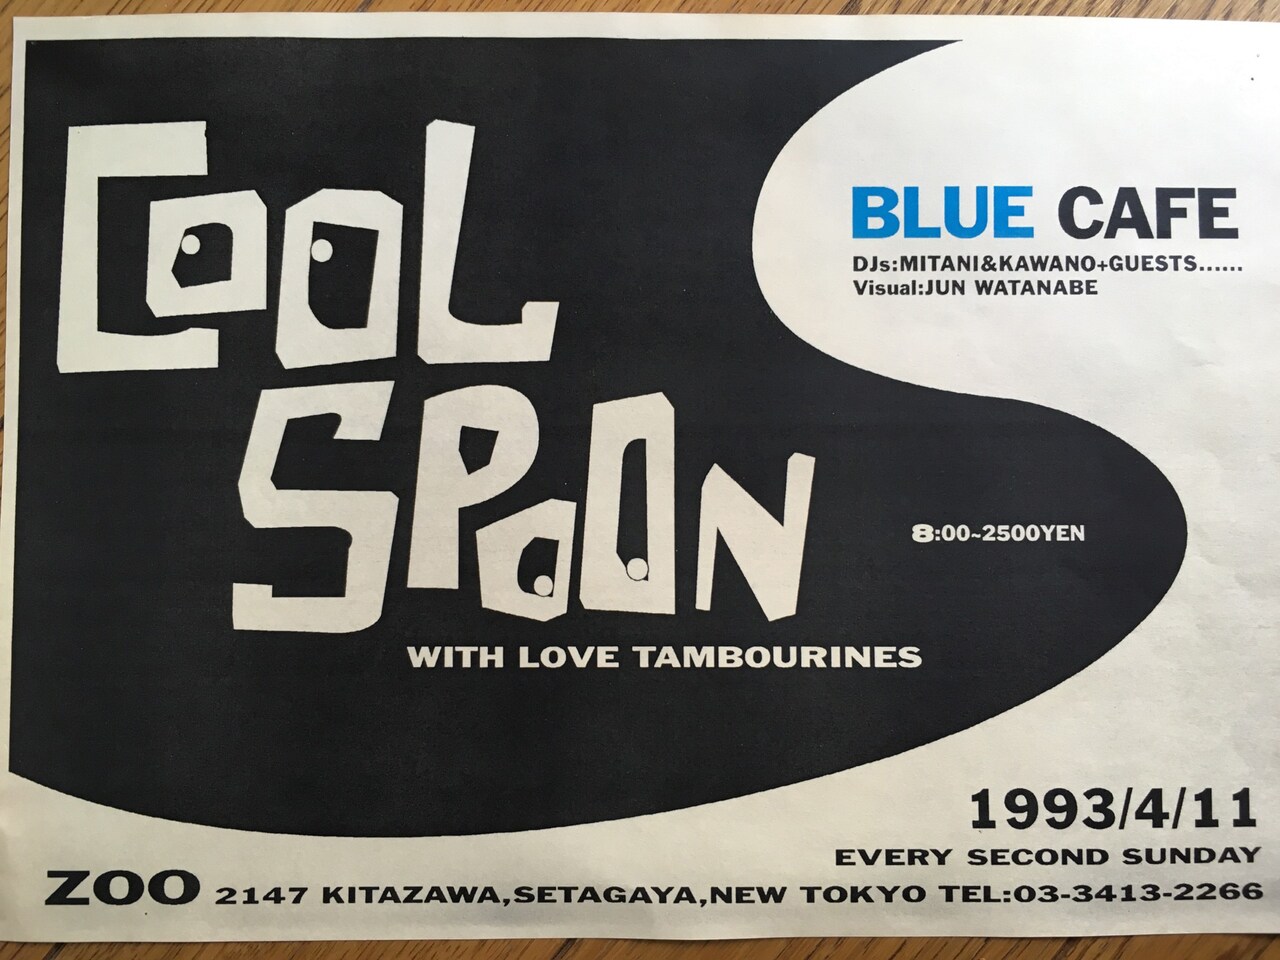 COOL
SPOON
WITH LOVE TAMBOURINES
BLUE CAFE
DJs:MITANI&KAWANO+GUESTS......
Visual:JUN WATANABE
8:00~2500YEN
1993/4/11
EVERY SECOND SUNDAY
ZOO 2147 KITAZAWA,SETAGAYA,NEW TOKYO TEL:03-3413-2266